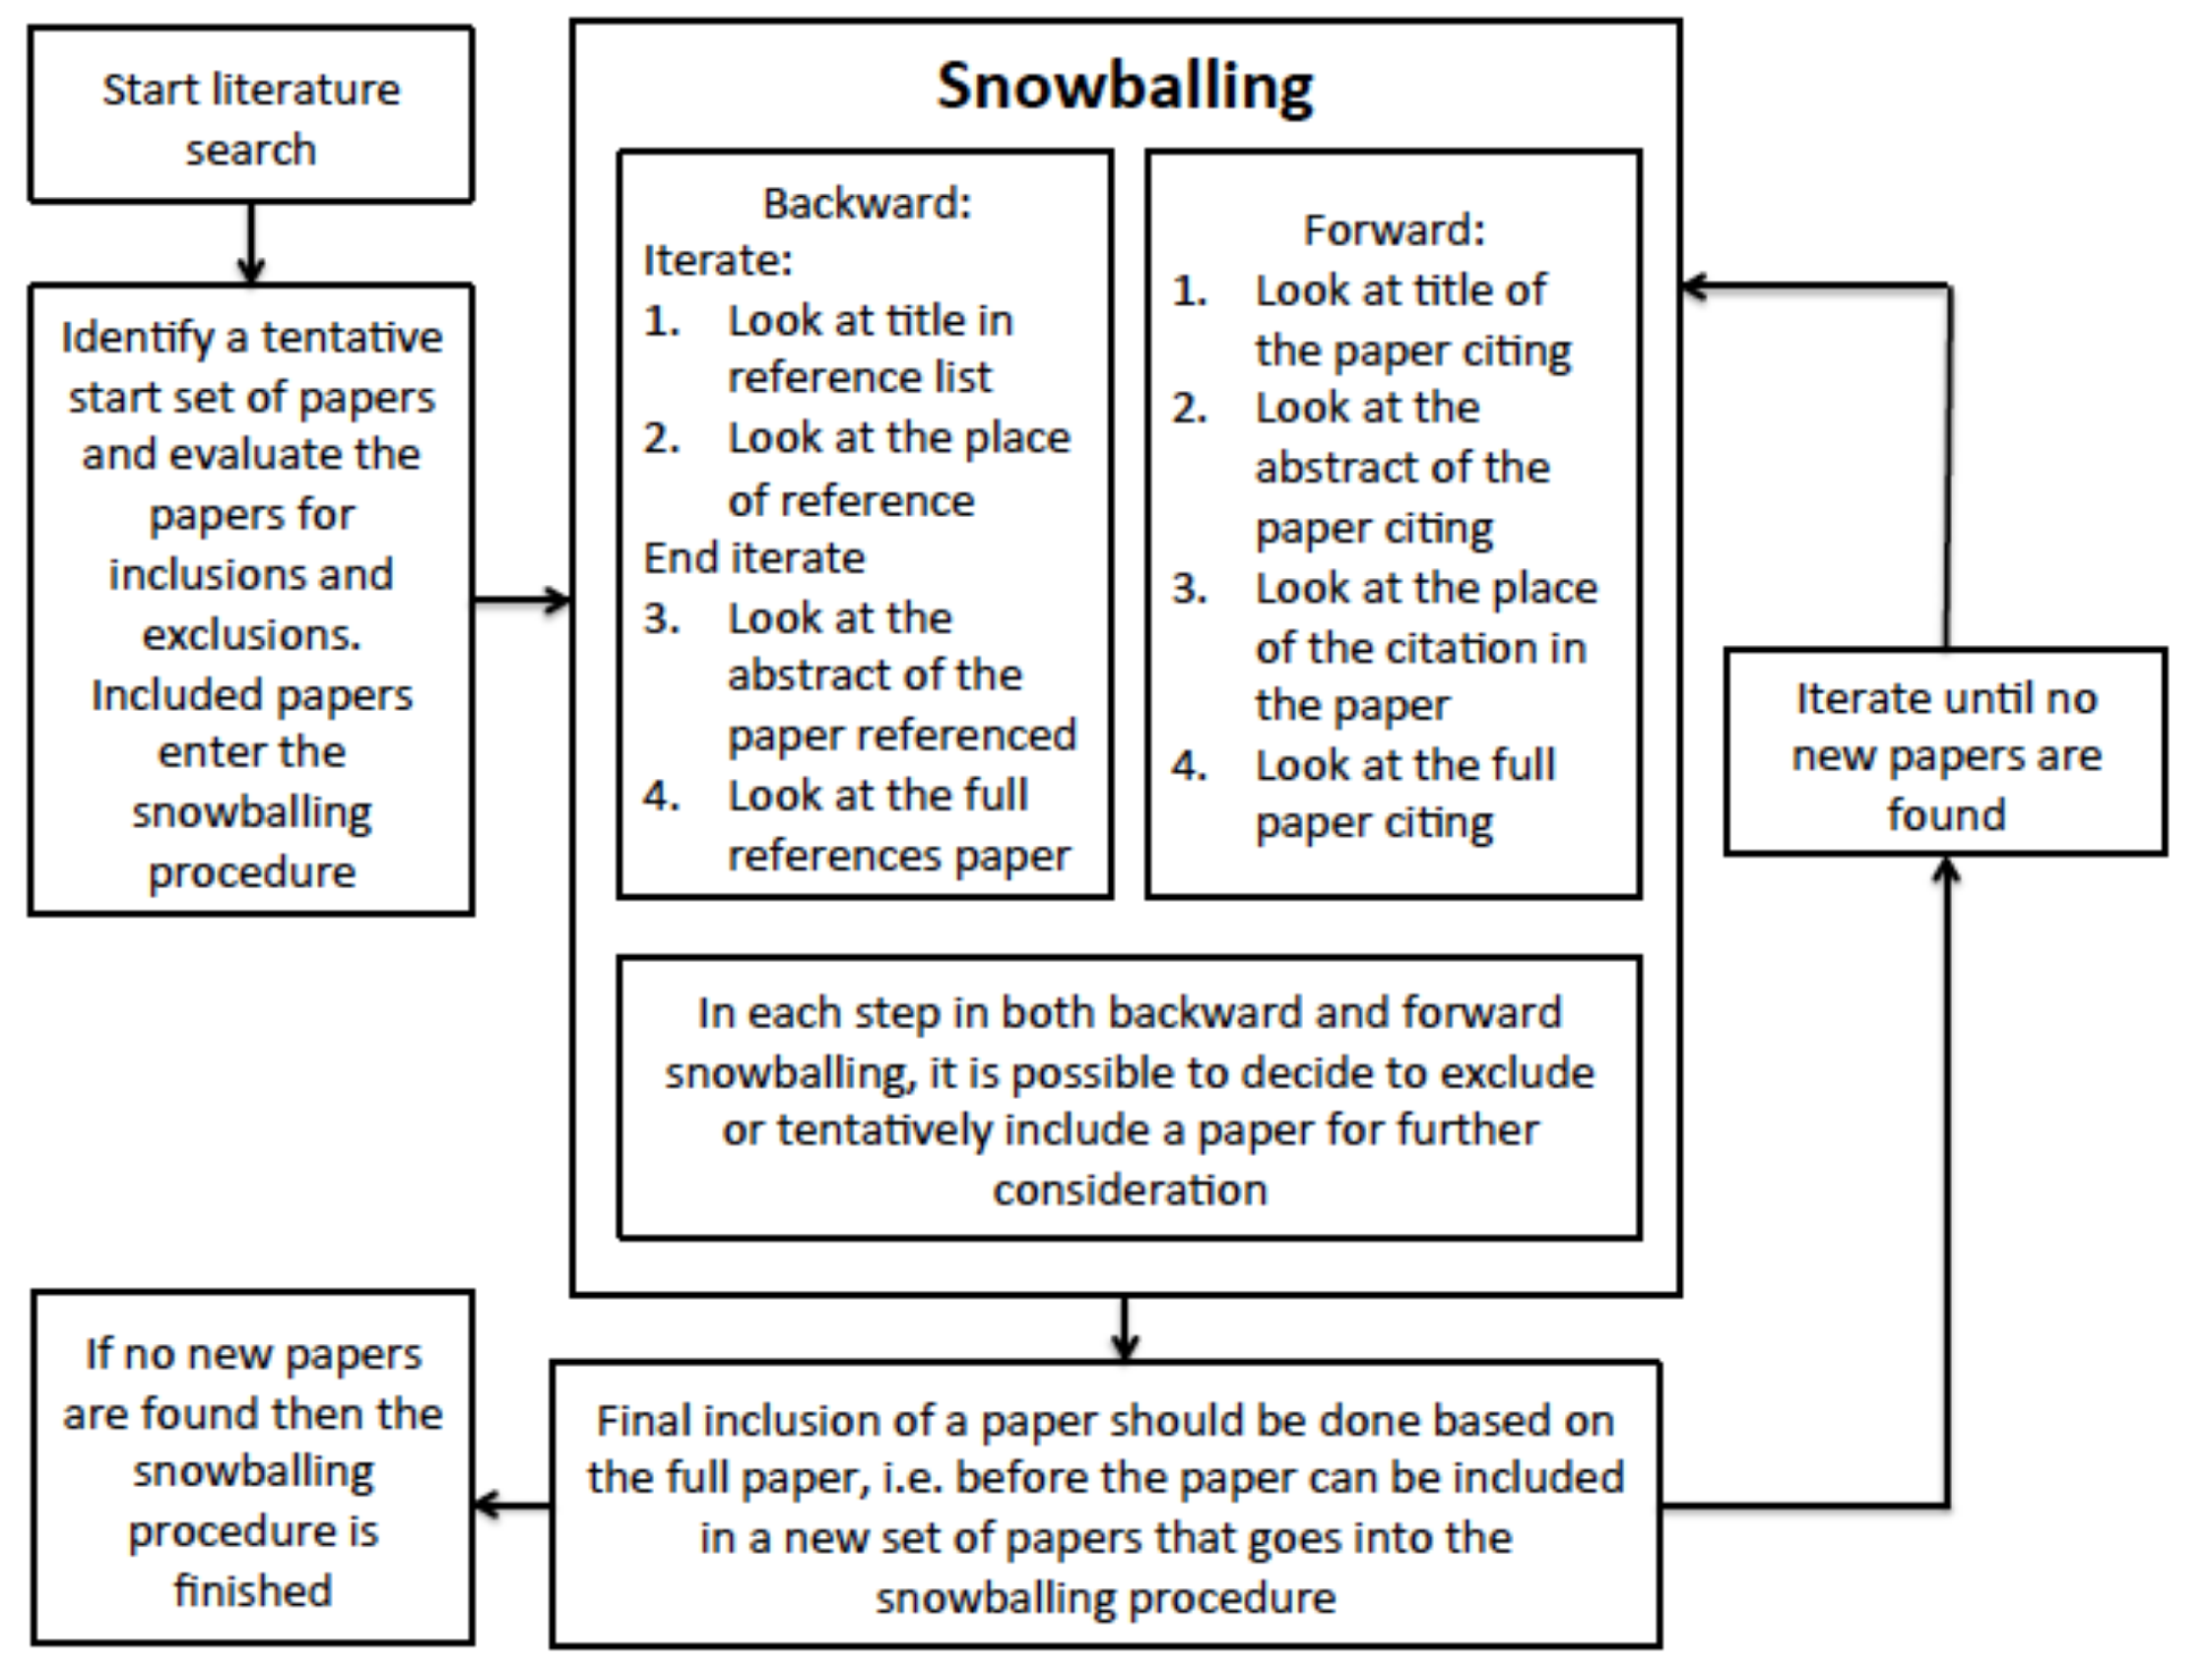 Start literature
search
Identify a tentative
start set of papers
and evaluate the
papers for
inclusions and
exclusions.
Included papers
enter the
snowballing
procedure
Snowballing
Backward:
Iterate:
1. Look at title in
reference list
2. Look at the place
of reference
End iterate
3. Look at the
abstract of the
paper referenced
4. Look at the full
references paper
Forward:
1. Look at title of
the paper citing
2. Look at the
abstract of the
paper citing
3. Look at the place
of the citation in
the paper
4. Look at the full
paper citing
In each step in both backward and forward
snowballing, it is possible to decide to exclude
or tentatively include a paper for further
consideration
Iterate until no
new papers are
found
Final inclusion of a paper should be done based on
the full paper, i.e. before the paper can be included
in a new set of papers that goes into the
snowballing procedure
If no new papers
are found then the
snowballing
procedure is
finished